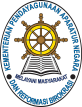 KEMENTERIAN PENDAYAGUNAAN APARATUR NEGARA
MELAYANI MASYARAKAT
DAN REFORMASI BIROKRASI